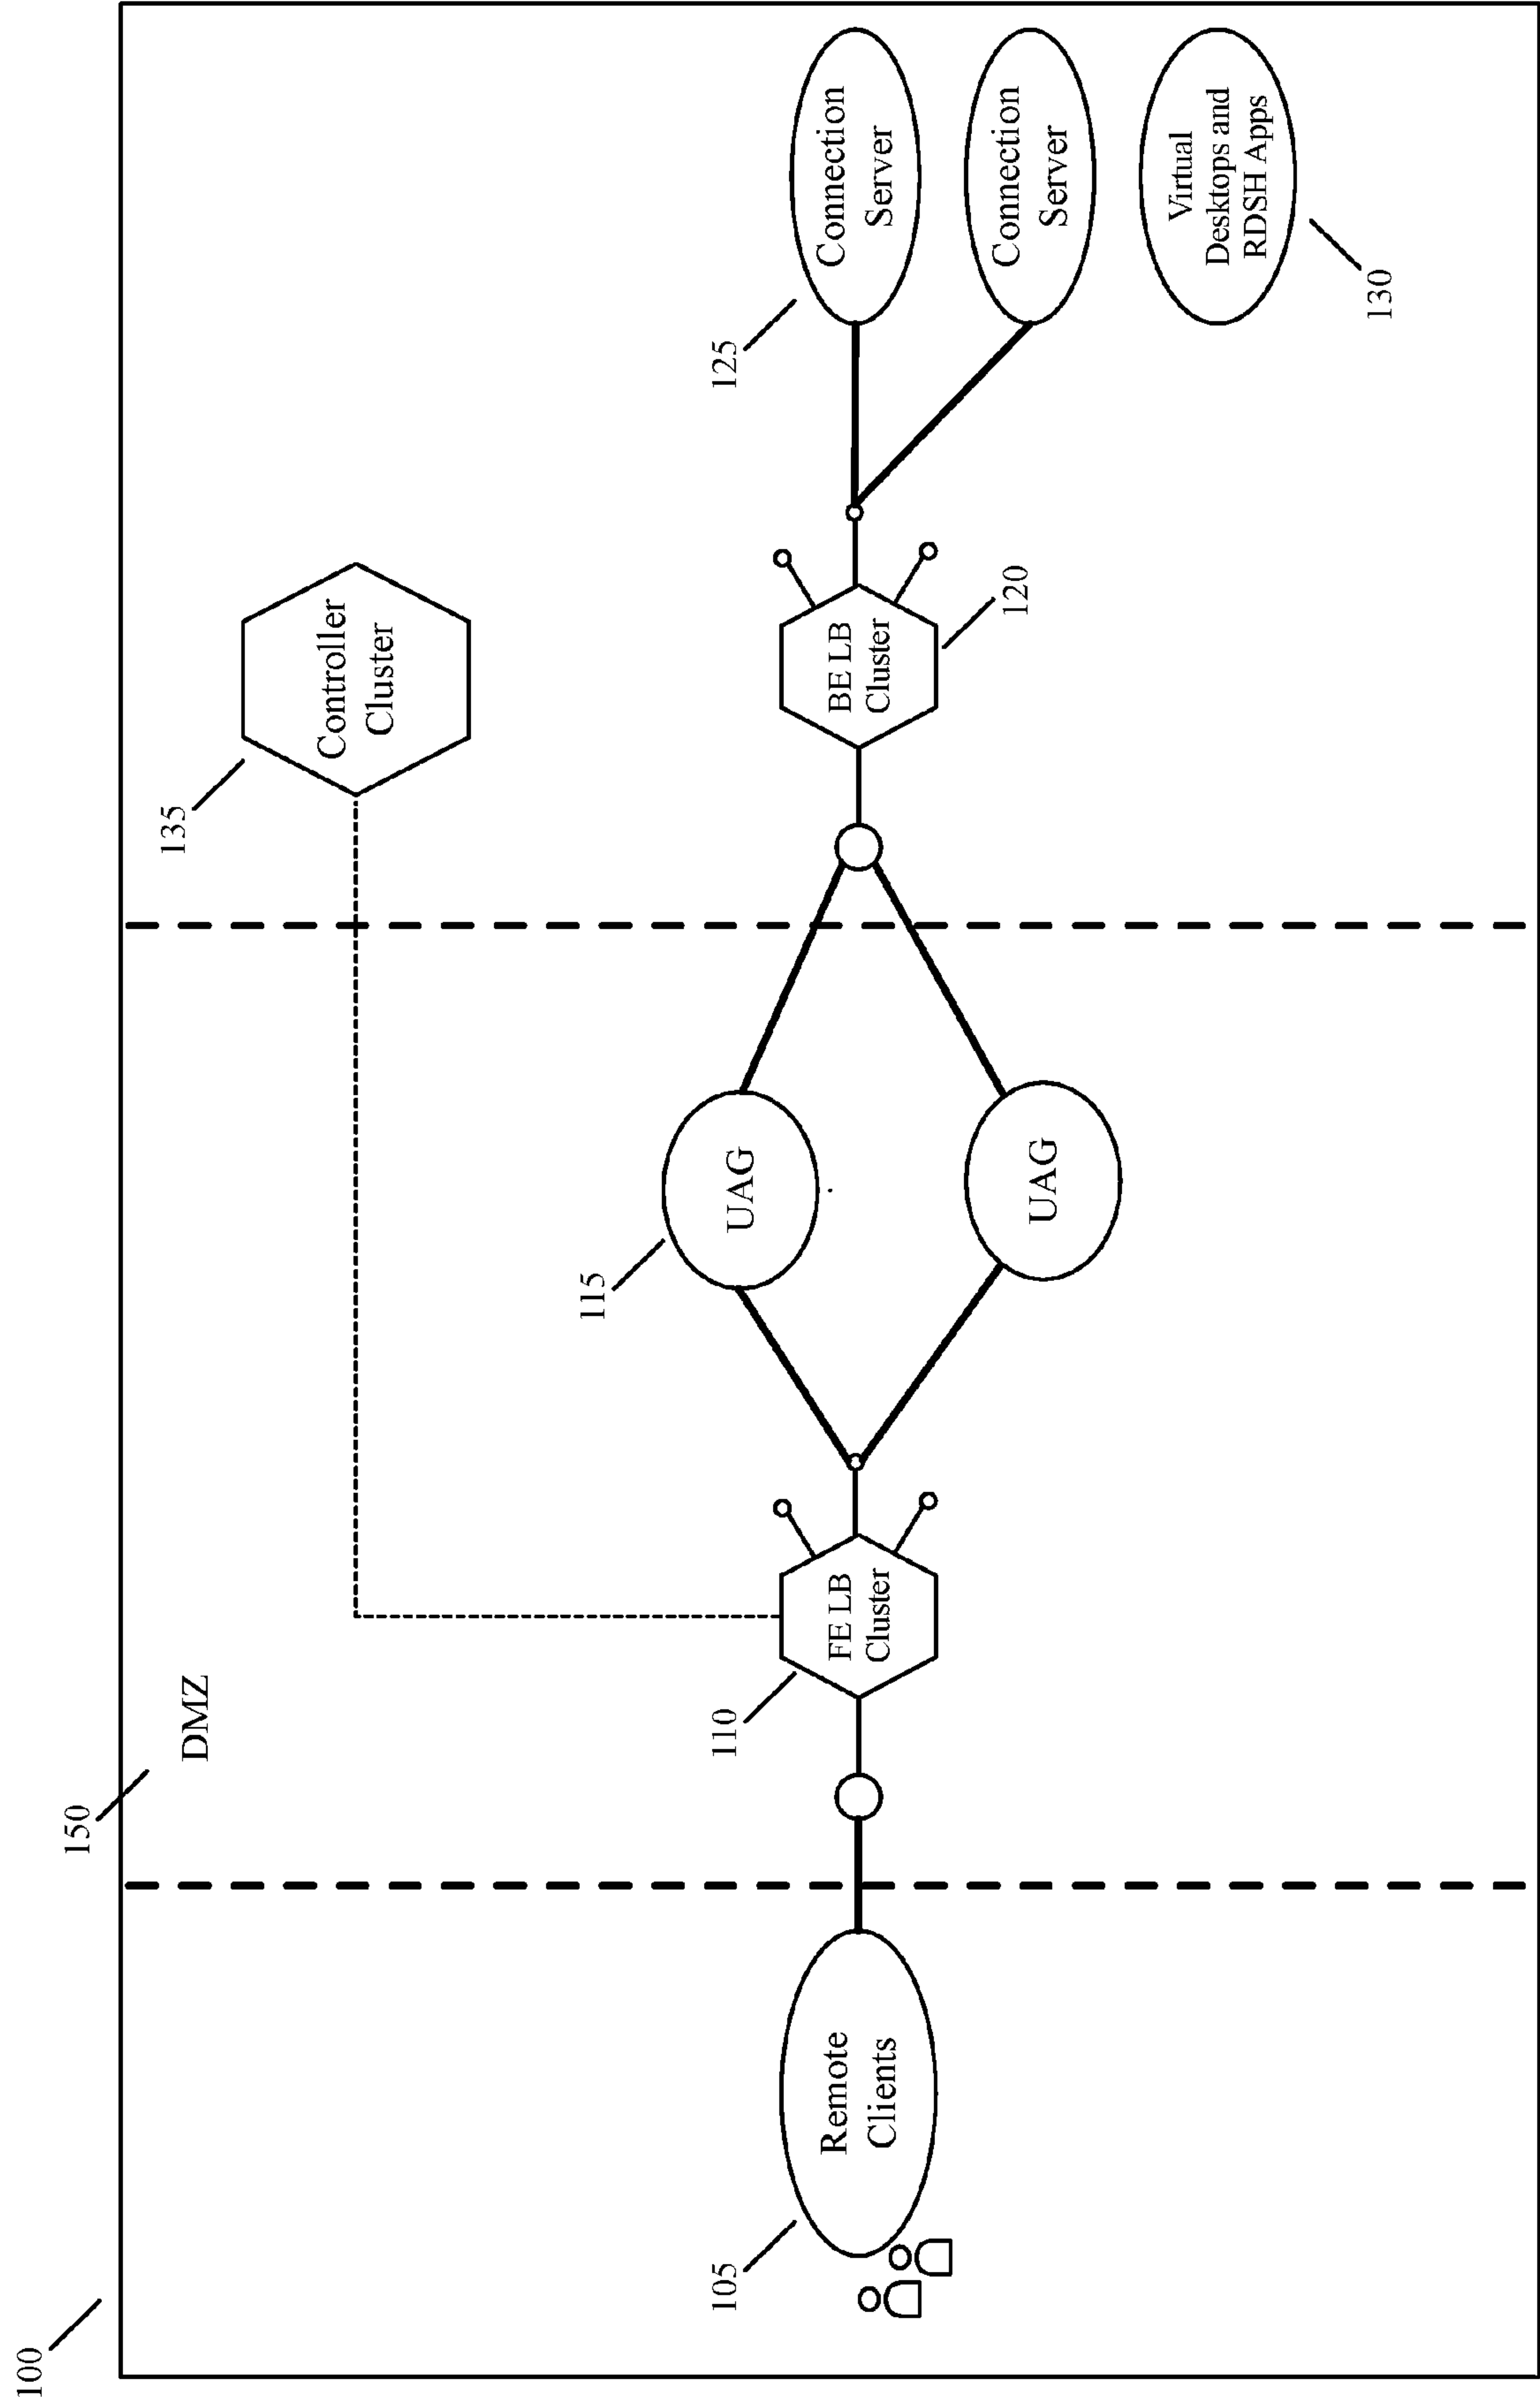 100
150
DMZ
135
Controller
Cluster
105
Remote
Clients
110
FE LB
Cluster
115
UAG
UAG
BE LB
Cluster
120
125
Connection
Server
Connection
Server
Virtual
Desktops and
RDSH Apps
130